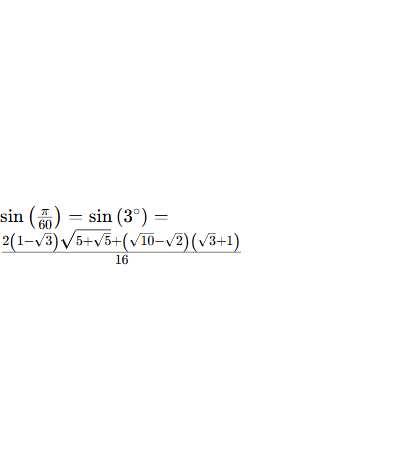 sin (π/60) = sin (3°) =
2(1−√3)√(5+√5)+(√10−√2)(√3+1)/16